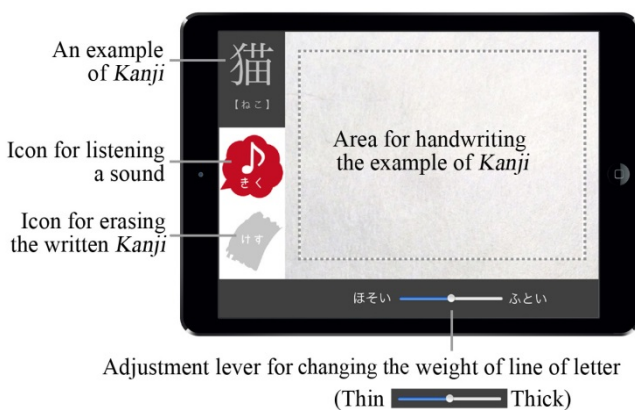 An example
of Kanji
猫
【ねこ】
Icon for listening
a sound
きく
Icon for erasing
the written Kanji
けす
Area for handwriting
the example of Kanji
ほそい
ふとい
Adjustment lever for changing the weight of line of letter
(Thin Thick)